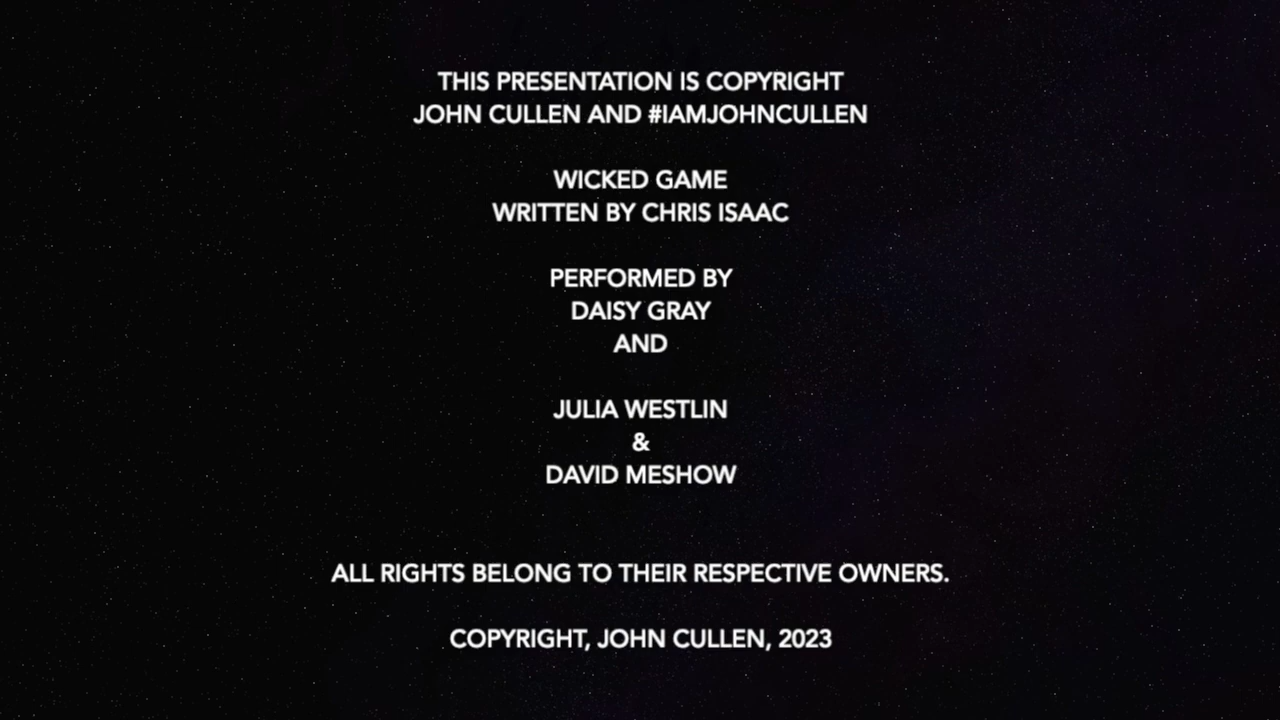 THIS PRESENTATION IS COPYRIGHT
JOHN CULLEN AND #IAMJOHNCULLEN
WICKED GAME
WRITTEN BY CHRIS ISAAC
PERFORMED BY
DAISY GRAY
AND
JULIA WESTLIN
&
DAVID MESHOW
ALL RIGHTS BELONG TO THEIR RESPECTIVE OWNERS.
COPYRIGHT, JOHN CULLEN, 2023